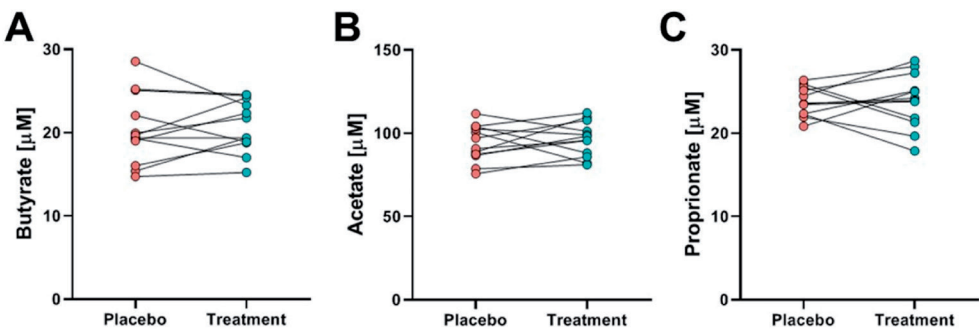 A
Butyrate [µM]
30
20
10
0
Placebo Treatment
B
Acetate [µM]
150
100
50
0
Placebo Treatment
C
Proprionate [µM]
30
20
10
0
Placebo Treatment